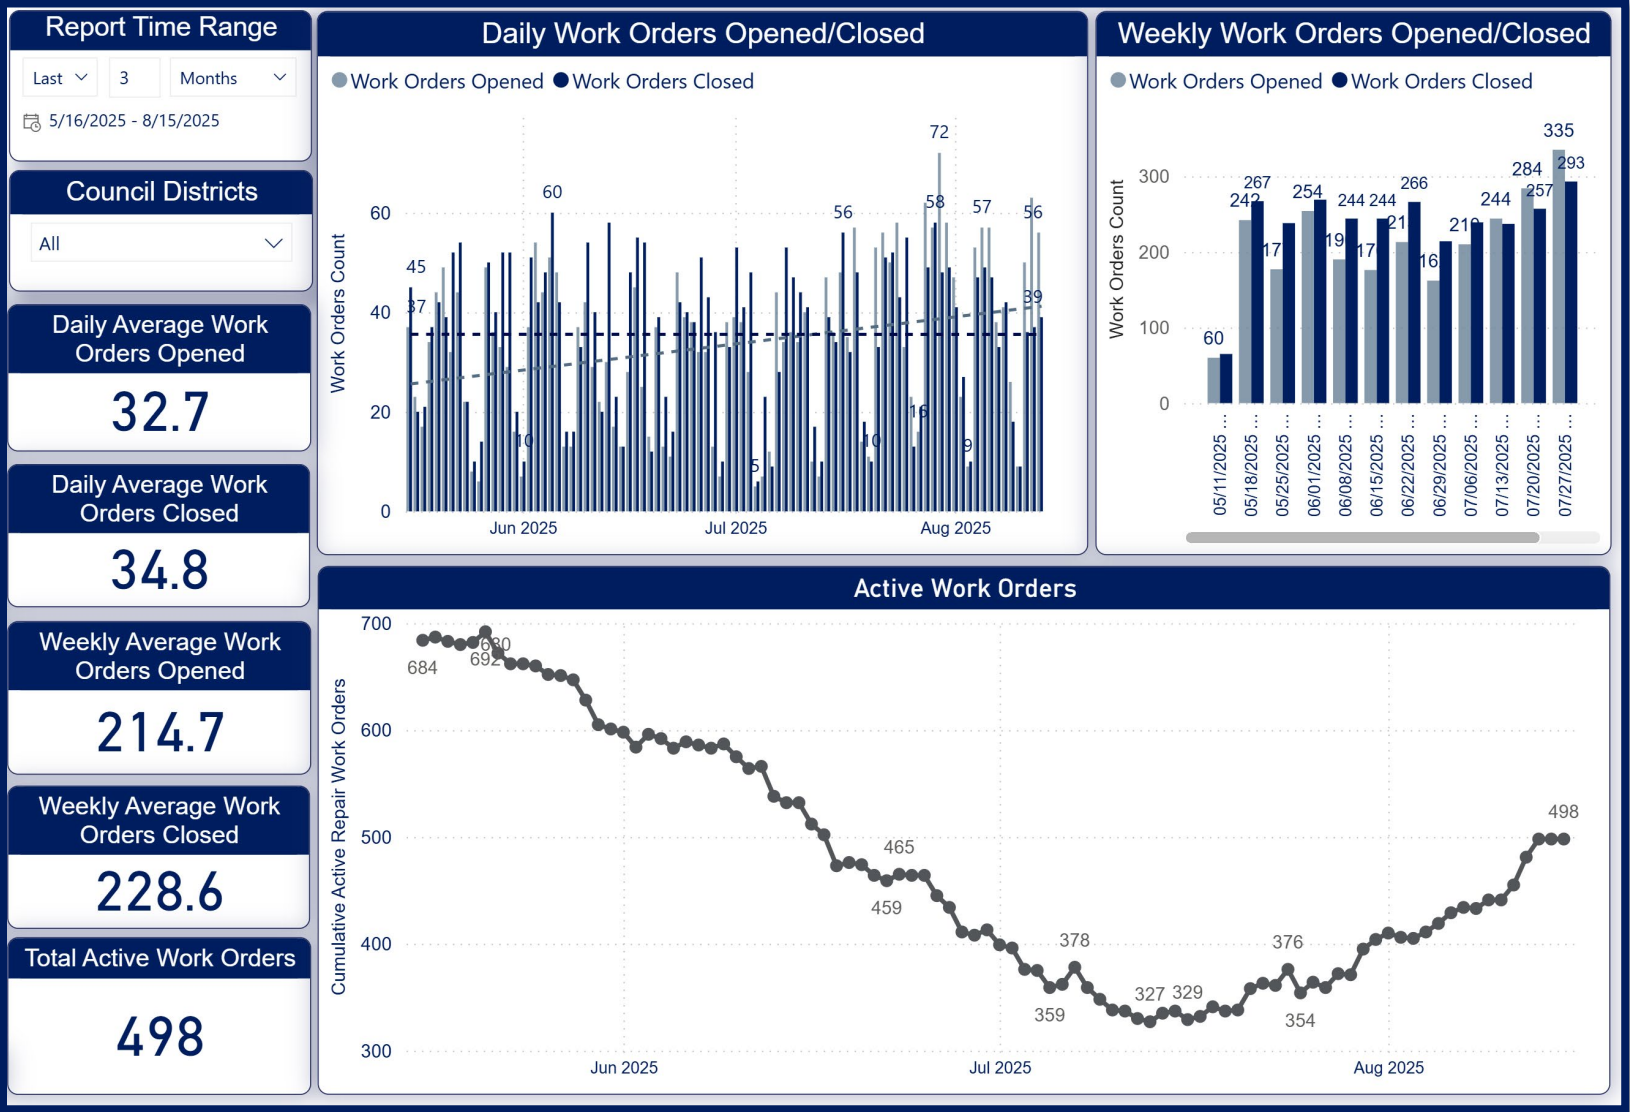 Report Time Range
Last 3 Months
5/16/2025 - 8/15/2025
Council Districts
All
Daily Average Work
Orders Opened
32.7
Daily Average Work
Orders Closed
34.8
Weekly Average Work
Orders Opened
214.7
Weekly Average Work
Orders Closed
228.6
Total Active Work Orders
498
Daily Work Orders Opened/Closed
Work Orders Opened Work Orders Closed
Work Orders Count
60
40
20
0
45
37
10
60
5
56
10
16
72
58
57
9
56
39
Jun 2025 Jul 2025 Aug 2025
Weekly Work Orders Opened/Closed
Work Orders Opened Work Orders Closed
Work Orders Count
300
200
100
0
60
242
267
254
244
244
266
244
284
257
335
293
05/11/2025 ...
05/18/2025 ...
05/25/2025 ...
06/01/2025 ...
06/08/2025 ...
06/15/2025 ...
06/22/2025 ...
06/29/2025 ...
07/06/2025 ...
07/13/2025 ...
07/20/2025 ...
07/27/2025 ...
Active Work Orders
Cumulative Active Repair Work Orders
700
600
500
400
300
684
692
465
459
359
378
327
329
376
354
498
Jun 2025 Jul 2025 Aug 2025